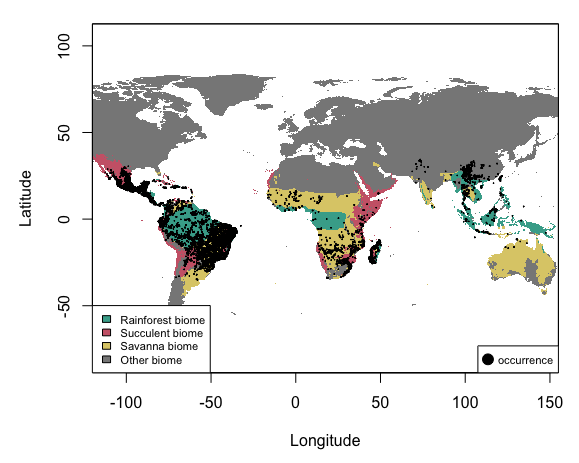 100
50
0
-50
Latitude
Rainforest biome
Succulent biome
Savanna biome
Other biome
occurrence
-100 -50 0 50 100 150
Longitude